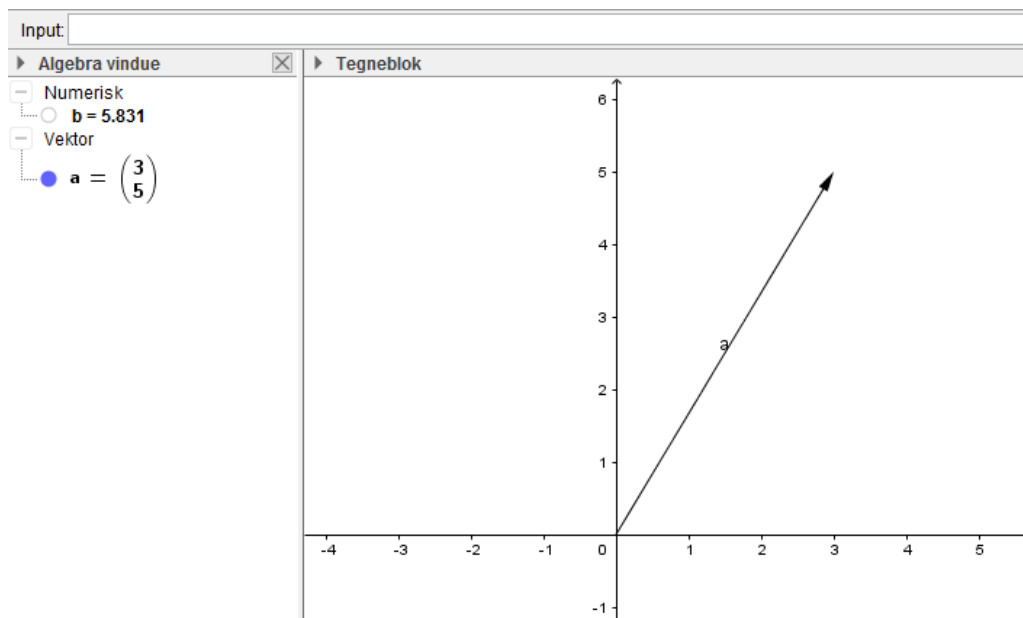 Input:
Algebra vindue
Tegneblok
Numerisk
b = 5.831
Vektor
a = (3
5)
6
5
4
3
2
a
1
-4 -3 -2 -1 0 1 2 3 4 5
-1